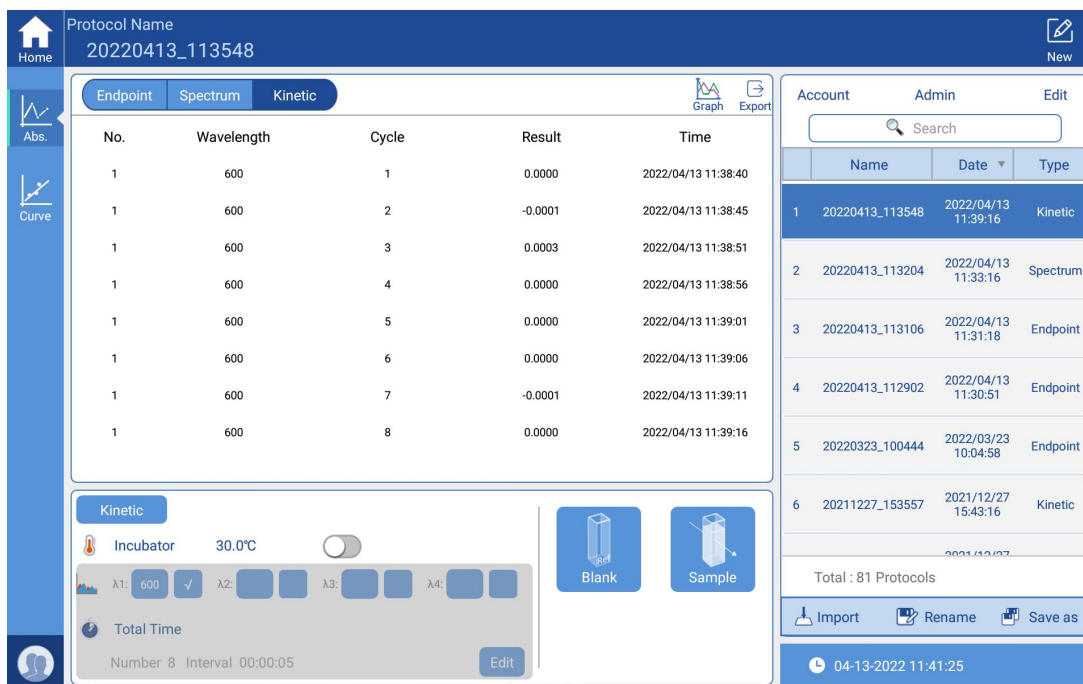 Protocol Name
20220413_113548
Home
New
Abs.
Curve
Endpoint Spectrum Kinetic
Graph Export
No. Wavelength Cycle Result Time
1 600 1 0.0000 2022/04/13 11:38:40
1 600 2 -0.0001 2022/04/13 11:38:45
1 600 3 0.0003 2022/04/13 11:38:51
1 600 4 0.0000 2022/04/13 11:38:56
1 600 5 0.0000 2022/04/13 11:39:01
1 600 6 0.0000 2022/04/13 11:39:06
1 600 7 -0.0001 2022/04/13 11:39:11
1 600 8 0.0000 2022/04/13 11:39:16
Kinetic
Incubator 30.0℃
λ1: 600 √ λ2: λ3: λ4:
Total Time
Number 8 Interval 00:00:05
Edit
Ref
Blank
Sample
Account Admin Edit
Search
Name Date ▼ Type
1 20220413_113548 2022/04/13 11:39:16 Kinetic
2 20220413_113204 2022/04/13 11:33:16 Spectrum
3 20220413_113106 2022/04/13 11:31:18 Endpoint
4 20220413_112902 2022/04/13 11:30:51 Endpoint
5 20220323_100444 2022/03/23 10:04:58 Endpoint
6 20211227_153557 2021/12/27 15:43:16 Kinetic
2021/12/27
Total : 81 Protocols
Import Rename Save as
04-13-2022 11:41:25